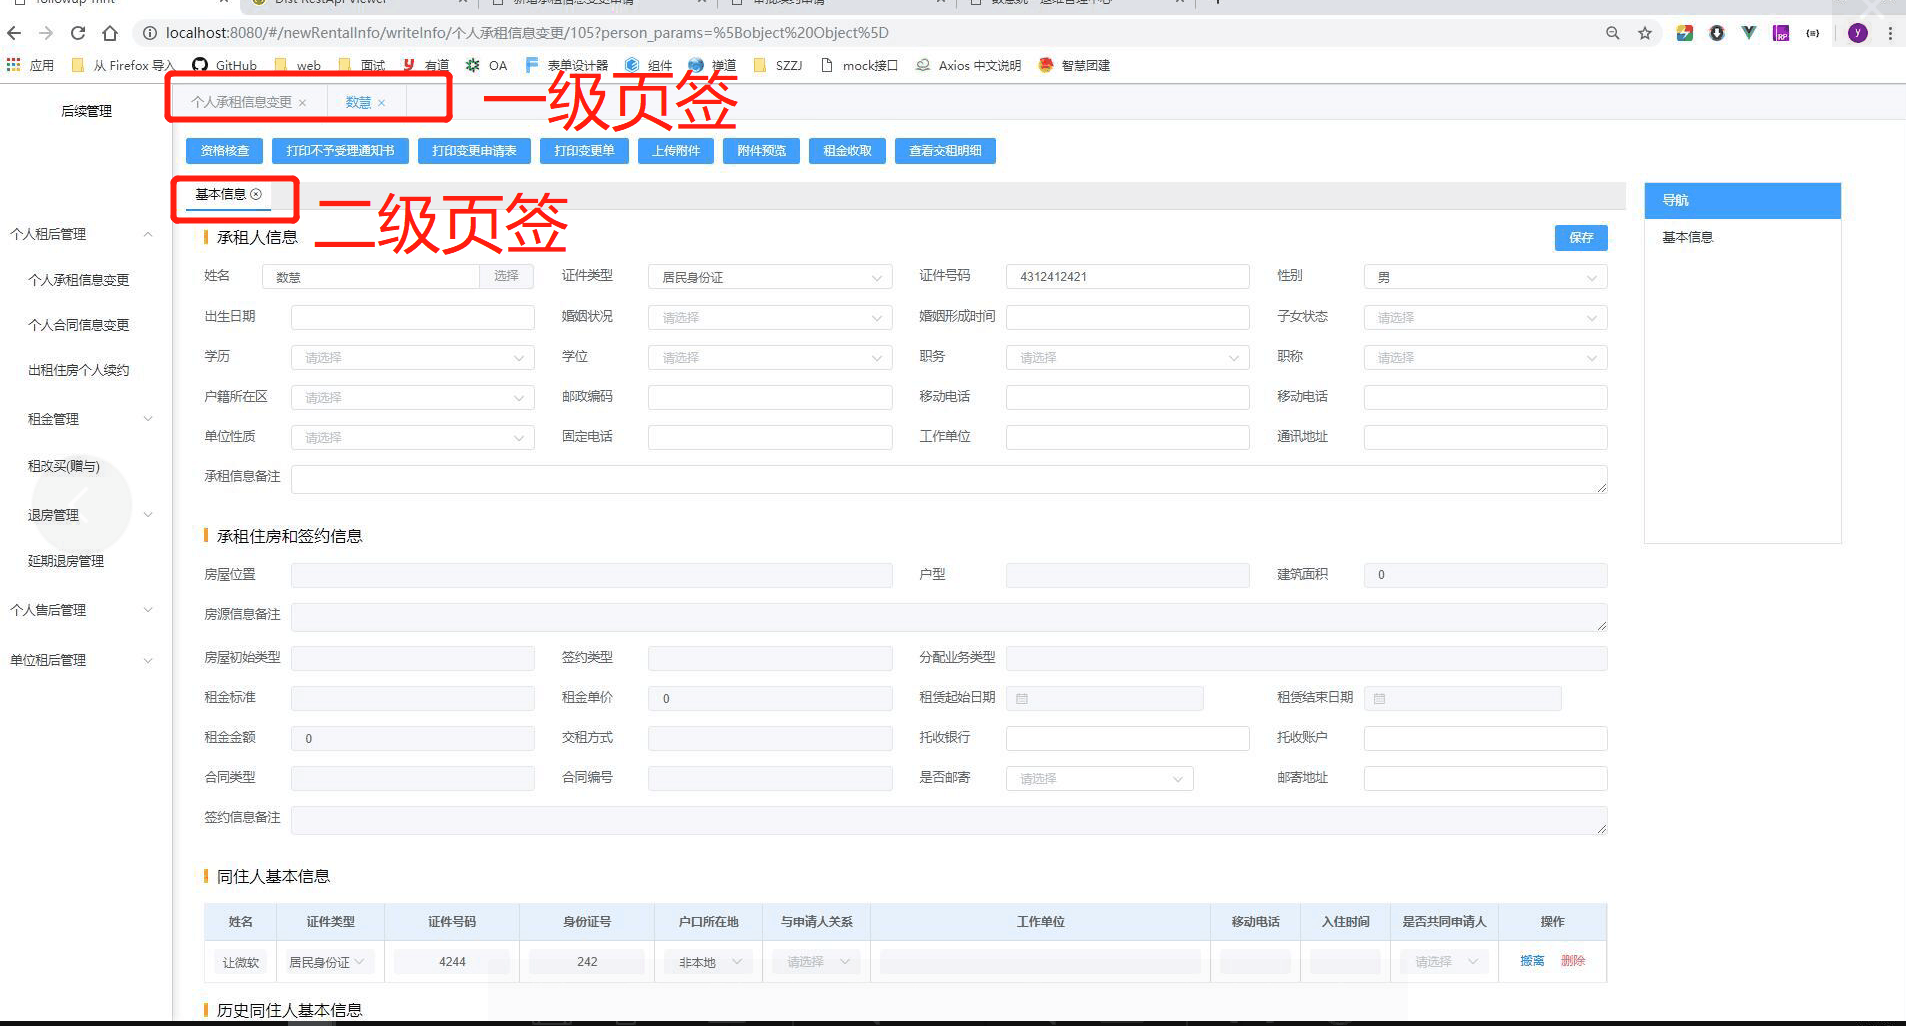 followup-mnt
Dist RestApi Viewer
新增承租信息变更申请
审批续约申请
localhost:8080/#/newRentalInfo/writeInfo/个人承租信息变更/105?person_params=%5Bobject%20Object%5D
y
应用 从 Firefox 导入 GitHub web 面试 有道 OA 表单设计器 组件 禅道 SZZJ mock接口 Axios 中文说明 智慧团建
后续管理
个人承租信息变更 × 数慧 ×
一级页签
资格核查 打印不予受理通知书 打印变更申请表 打印变更单 上传附件 附件预览 租金收取 查看交租明细
基本信息
二级页签
导航
基本信息
个人租后管理
个人承租信息变更
个人合同信息变更
出租住房个人续约
租金管理
租改买(赠与)
退房管理
延期退房管理
个人售后管理
单位租后管理
承租人信息 保存
姓名 数慧 选择 证件类型 居民身份证 证件号码 4312412421 性别 男
出生日期 婚姻状况 请选择 婚姻形成时间 子女状态 请选择
学历 请选择 学位 请选择 职务 请选择 职称 请选择
户籍所在区 请选择 邮政编码 移动电话 移动电话
单位性质 请选择 固定电话 工作单位 通讯地址
承租信息备注
承租住房和签约信息
房屋位置 户型 建筑面积 0
房源信息备注
房屋初始类型 签约类型 分配业务类型
租金标准 租金单价 0 租赁起始日期 租赁结束日期
租金金额 0 交租方式 托收银行 托收账户
合同类型 合同编号 是否邮寄 请选择 邮寄地址
签约信息备注
同住人基本信息
姓名 证件类型 证件号码 身份证号 户口所在地 与申请人关系 工作单位 移动电话 入住时间 是否共同申请人 操作
让微软 居民身份证 4244 242 非本地 请选择 请选择 搬离 删除
历史同住人基本信息